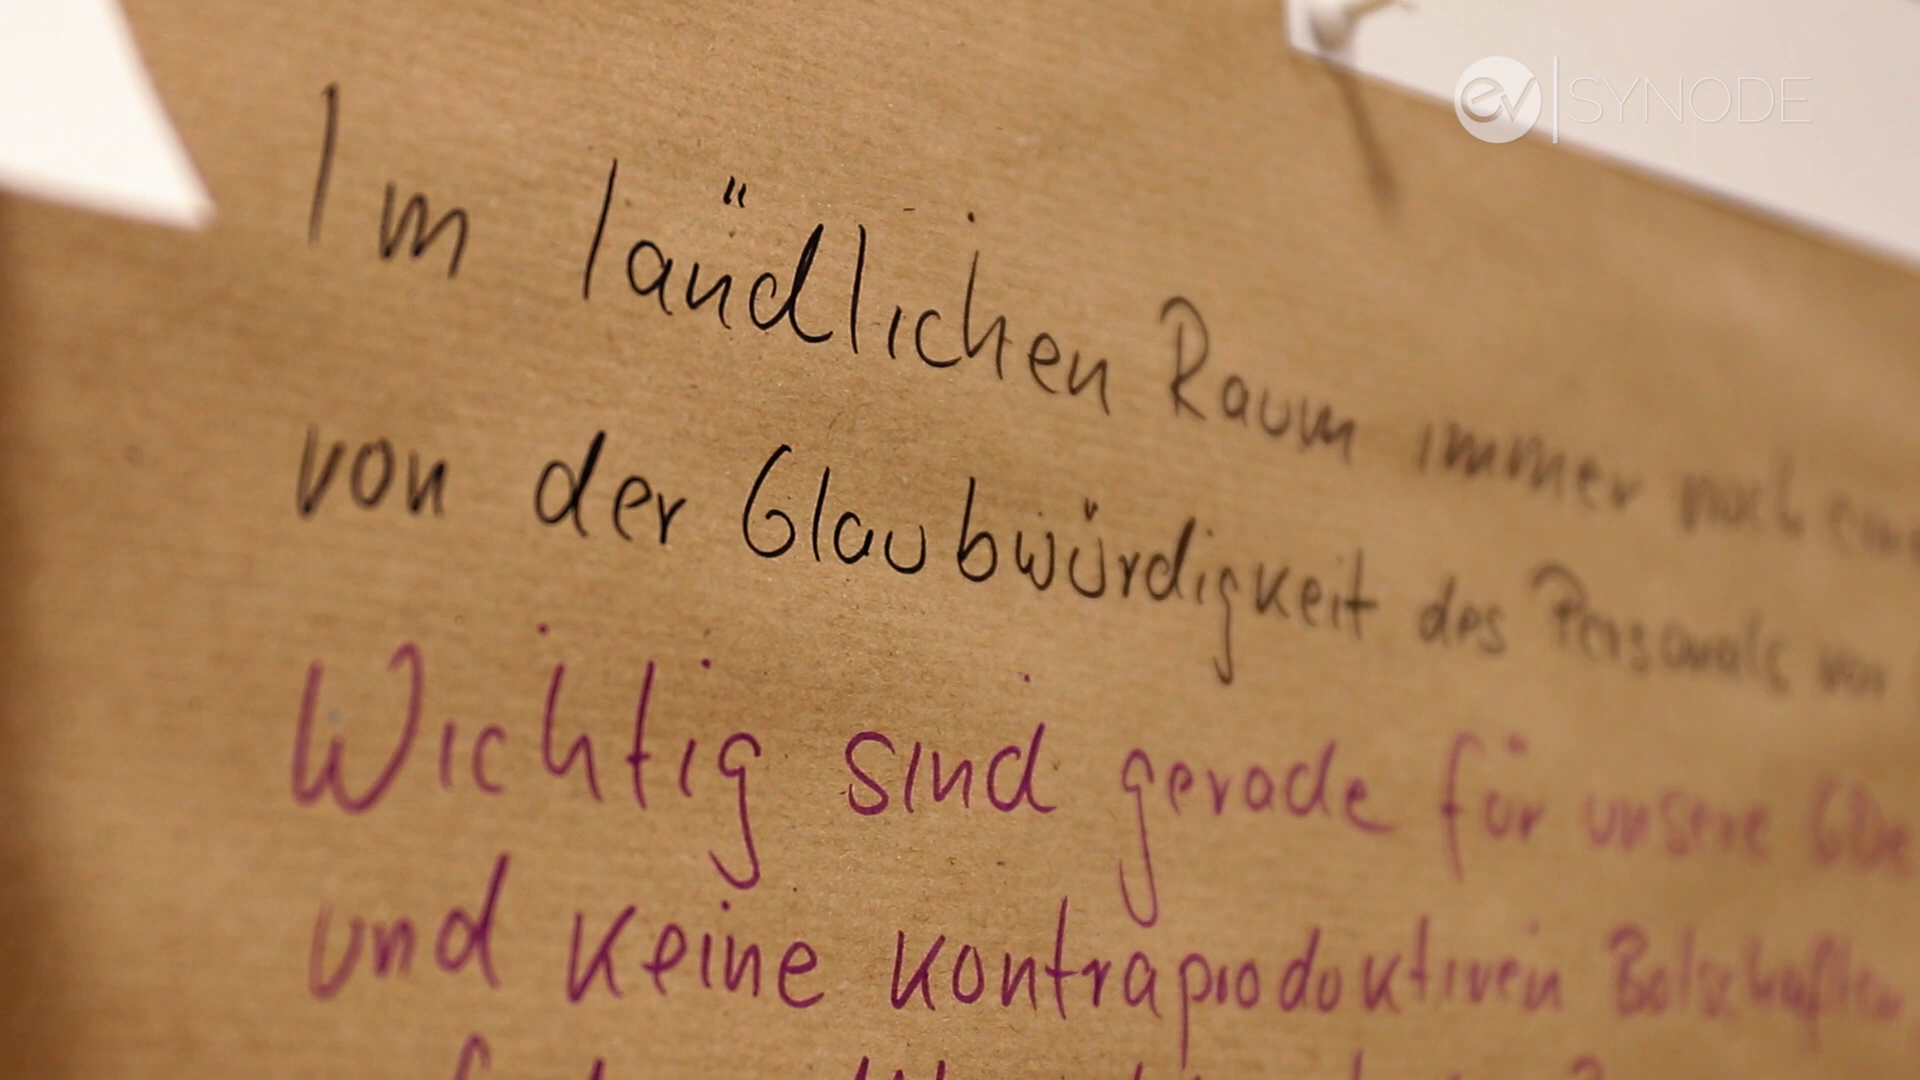 ev | SYNODE
Im ländlichen Raum immer noch
von der Glaubwürdigkeit des Personals vor
Wichtig sind gerade für unsere
und keine kontraproduktiven Botschaften